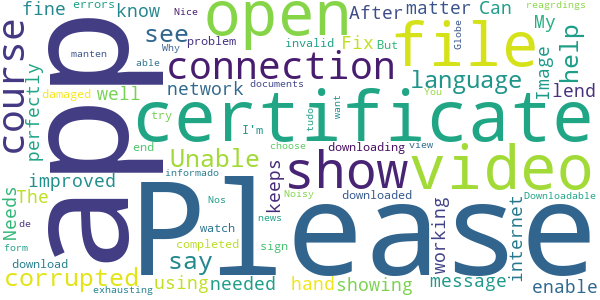 fine errors know Nice open After matter Can reagrdings
see Why problem invalid Fix My
course app manten But Globe file Image help
connection language lend
perfectly damaged well network able documents You
certificate
try I'm tudo want
end Unable choose downloading view
improved The informado keeps show video
Needs Please Downloadable
de Nos Noisy downloaded working internet
form say watch news sign
download completed
corrupted using needed hand showing message enable
exhausting